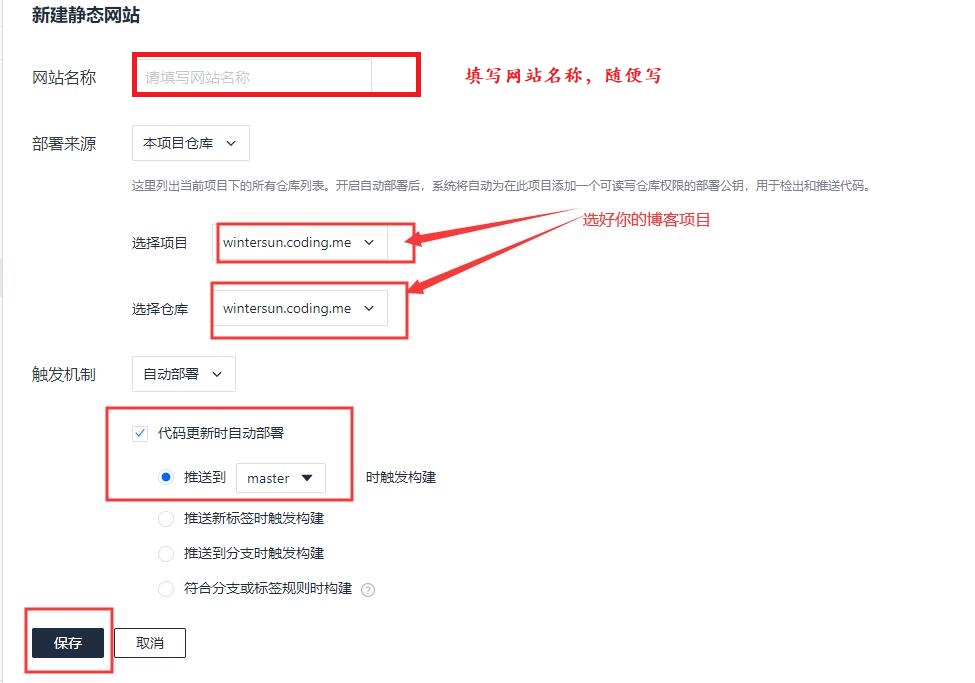 新建静态网站
网站名称 请填写网站名称 填写网站名称，随便写
部署来源 本项目仓库
这里列出当前项目下的所有仓库列表。开启自动部署后，系统将自动为在此项目添加一个可读写仓库权限的部署公钥，用于检出和推送代码。
选好你的博客项目
选择项目 wintersun.coding.me
选择仓库 wintersun.coding.me
触发机制 自动部署
代码更新时自动部署
推送到 master 时触发构建
推送新标签时触发构建
推送到分支时触发构建
符合分支或标签规则时构建 ?
保存 取消